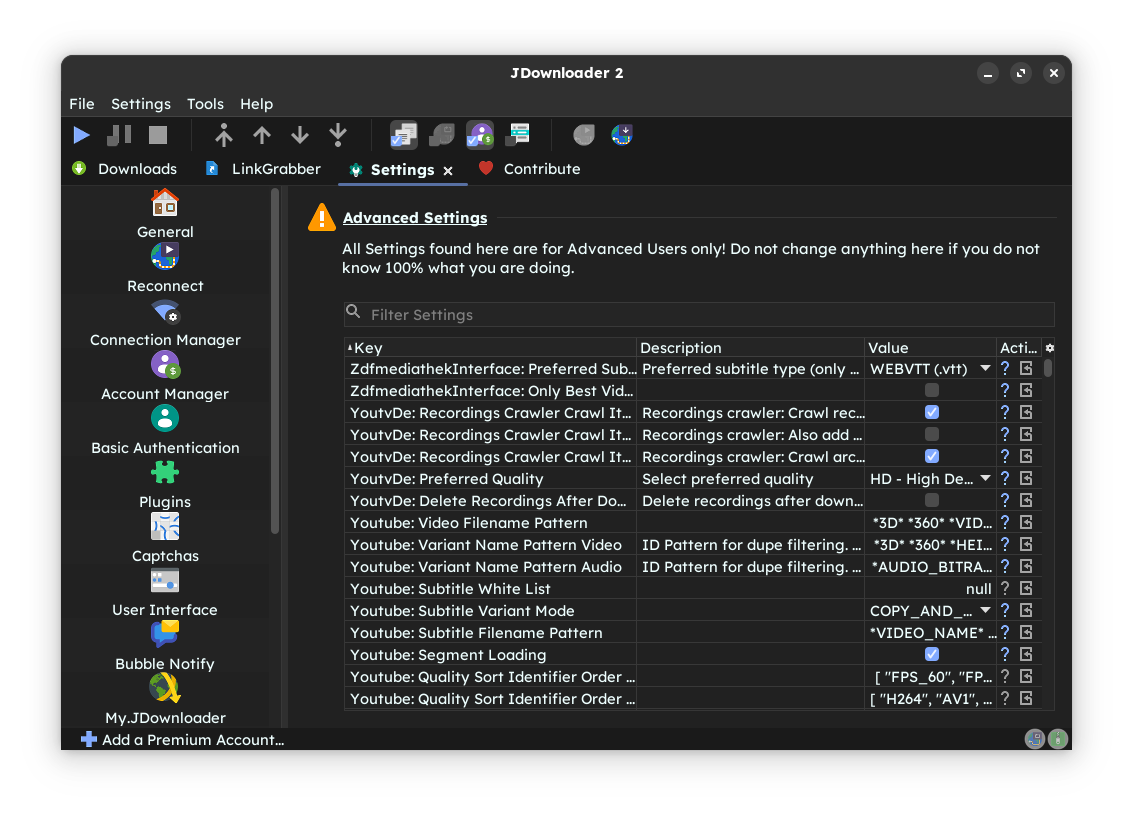 JDownloader 2
File Settings Tools Help
Downloads LinkGrabber Settings Contribute
General
Reconnect
Connection Manager
Account Manager
Basic Authentication
Plugins
Captchas
User Interface
Bubble Notify
My.JDownloader
Advanced Settings
All Settings found here are for Advanced Users only! Do not change anything here if you do not
know 100% what you are doing.
Filter Settings
Key Description Value Acti...
ZdfmediathekInterface: Preferred Sub... Preferred subtitle type (only ... WEBVTT (.vtt) ?
ZdfmediathekInterface: Only Best Vid... ?
YoutvDe: Recordings Crawler Crawl It... Recordings crawler: Crawl rec... ?
YoutvDe: Recordings Crawler Crawl It... Recordings crawler: Also add ... ?
YoutvDe: Recordings Crawler Crawl It... Recordings crawler: Crawl arc... ?
YoutvDe: Preferred Quality Select preferred quality HD - High De... ?
YoutvDe: Delete Recordings After Do... Delete recordings after down... ?
Youtube: Video Filename Pattern *3D* *360* *VID... ?
Youtube: Variant Name Pattern Video ID Pattern for dupe filtering. ... *3D* *360* *HEI... ?
Youtube: Variant Name Pattern Audio ID Pattern for dupe filtering. ... *AUDIO_BITRA... ?
Youtube: Subtitle White List null ?
Youtube: Subtitle Variant Mode COPY_AND_... ?
Youtube: Subtitle Filename Pattern *VIDEO_NAME* ... ?
Youtube: Segment Loading ?
Youtube: Quality Sort Identifier Order ... [ "FPS_60", "FP... ?
Youtube: Quality Sort Identifier Order ... [ "H264", "AV1", ... ?
Add a Premium Account...